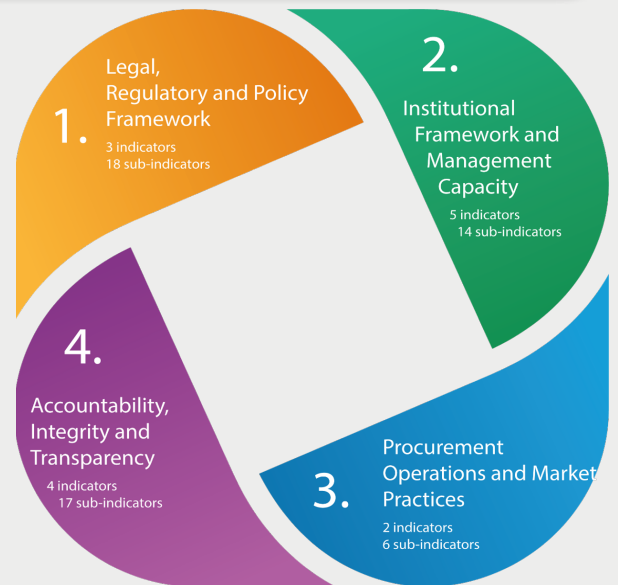 1.
Legal,
Regulatory and Policy
Framework
3 indicators
18 sub-indicators
2.
Institutional
Framework and
Management
Capacity
5 indicators
14 sub-indicators
3.
Procurement
Operations and Market
Practices
2 indicators
6 sub-indicators
4.
Accountability,
Integrity and
Transparency
4 indicators
17 sub-indicators